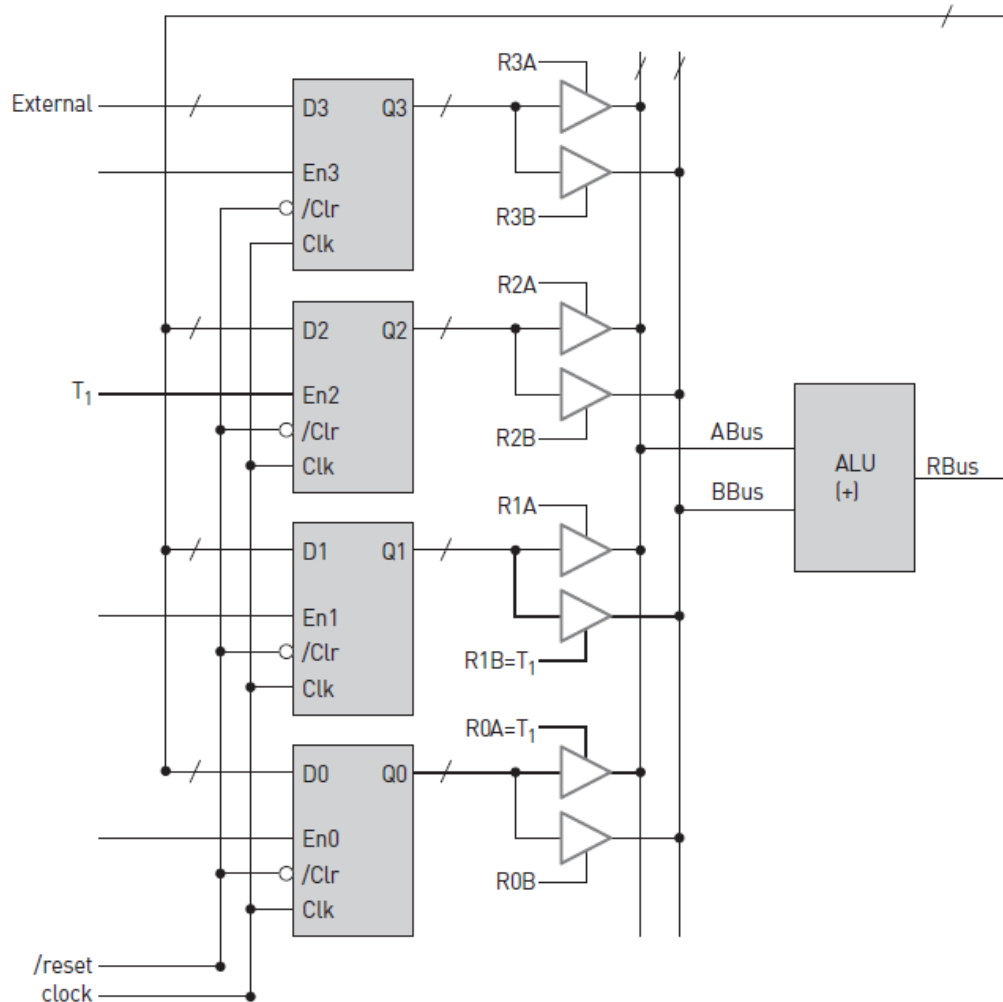 R3A
External
D3 Q3
En3
/Clr
R3B
Clk
R2A
D2 Q2
T1
En2
/Clr
R2B
ABus
Clk
ALU
(+)
RBus
BBus
R1A
D1 Q1
En1
/Clr
R1B=T1
Clk
R0A=T1
D0 Q0
En0
/Clr
R0B
Clk
/reset
clock